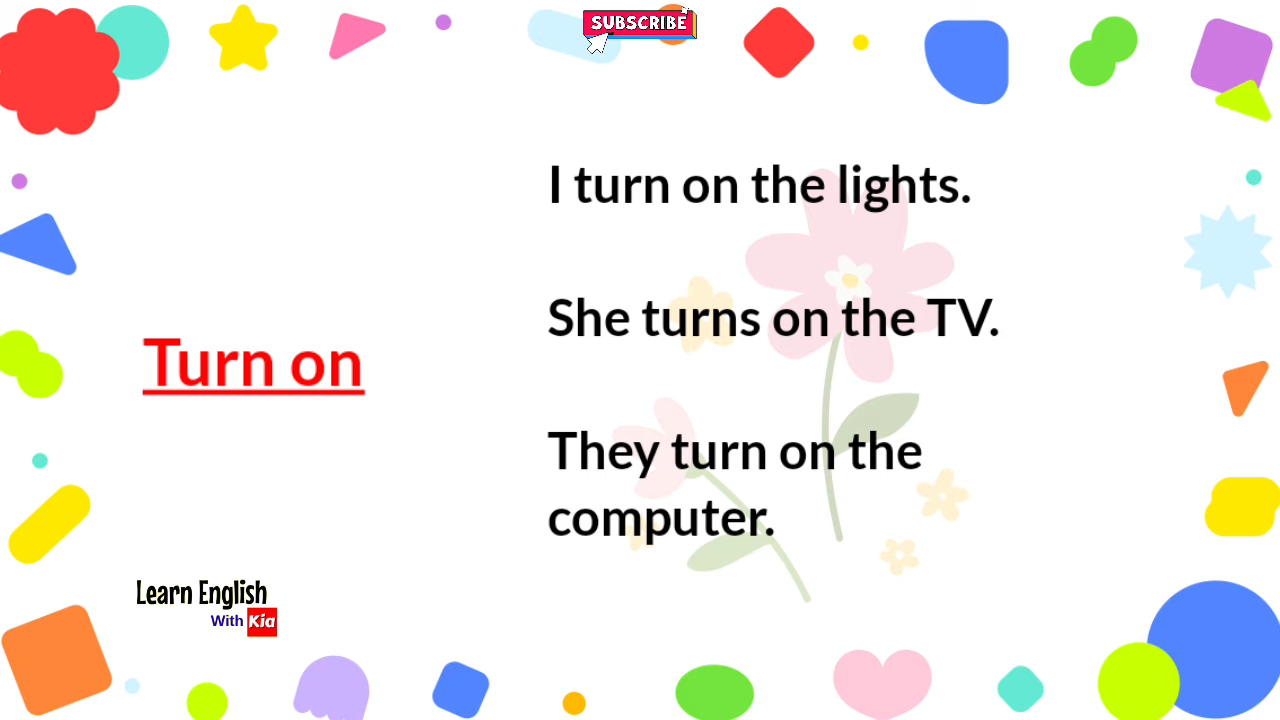 SUBSCRIBE
I turn on the lights.
She turns on the TV.
Turn on
They turn on the
computer.
Learn English
With Kia